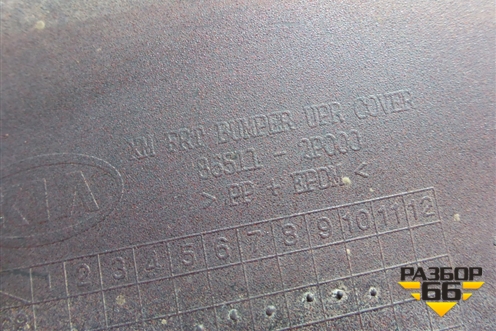 XM FRT BUMPER UPR COVER
86511 - 2P000
> PP + EPDM <
KIA
1 2 3 4 5 6 7 8 9 10 11 12
РАЗБОР
66